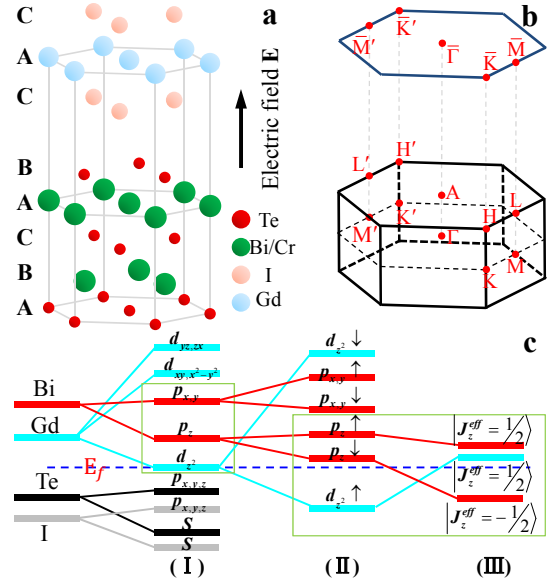 a
C
A
C
B
A
C
B
A
Electric field E
Te
Bi/Cr
I
Gd
b
K̅′
M̅′
Γ̅
K̅
M̅
H′
L′
A
L
K′
H
M′
Γ
M
K
c
d_{yz,zx}
d_{xy,x²−y²}
Bi
Gd
p_{x,y}
p_z
d_{z²}
E_f
Te
I
p_{x,y,z}
p_{x,y,z}
S
S
(I)
d_{z²} ↓
p_{x,y} ↑
p_{x,y} ↓
p_z ↑
p_z ↓
d_{z²} ↑
(II)
|J_z^{eff} = 1/2⟩
|J_z^{eff} = 1/2⟩
|J_z^{eff} = −1/2⟩
(III)